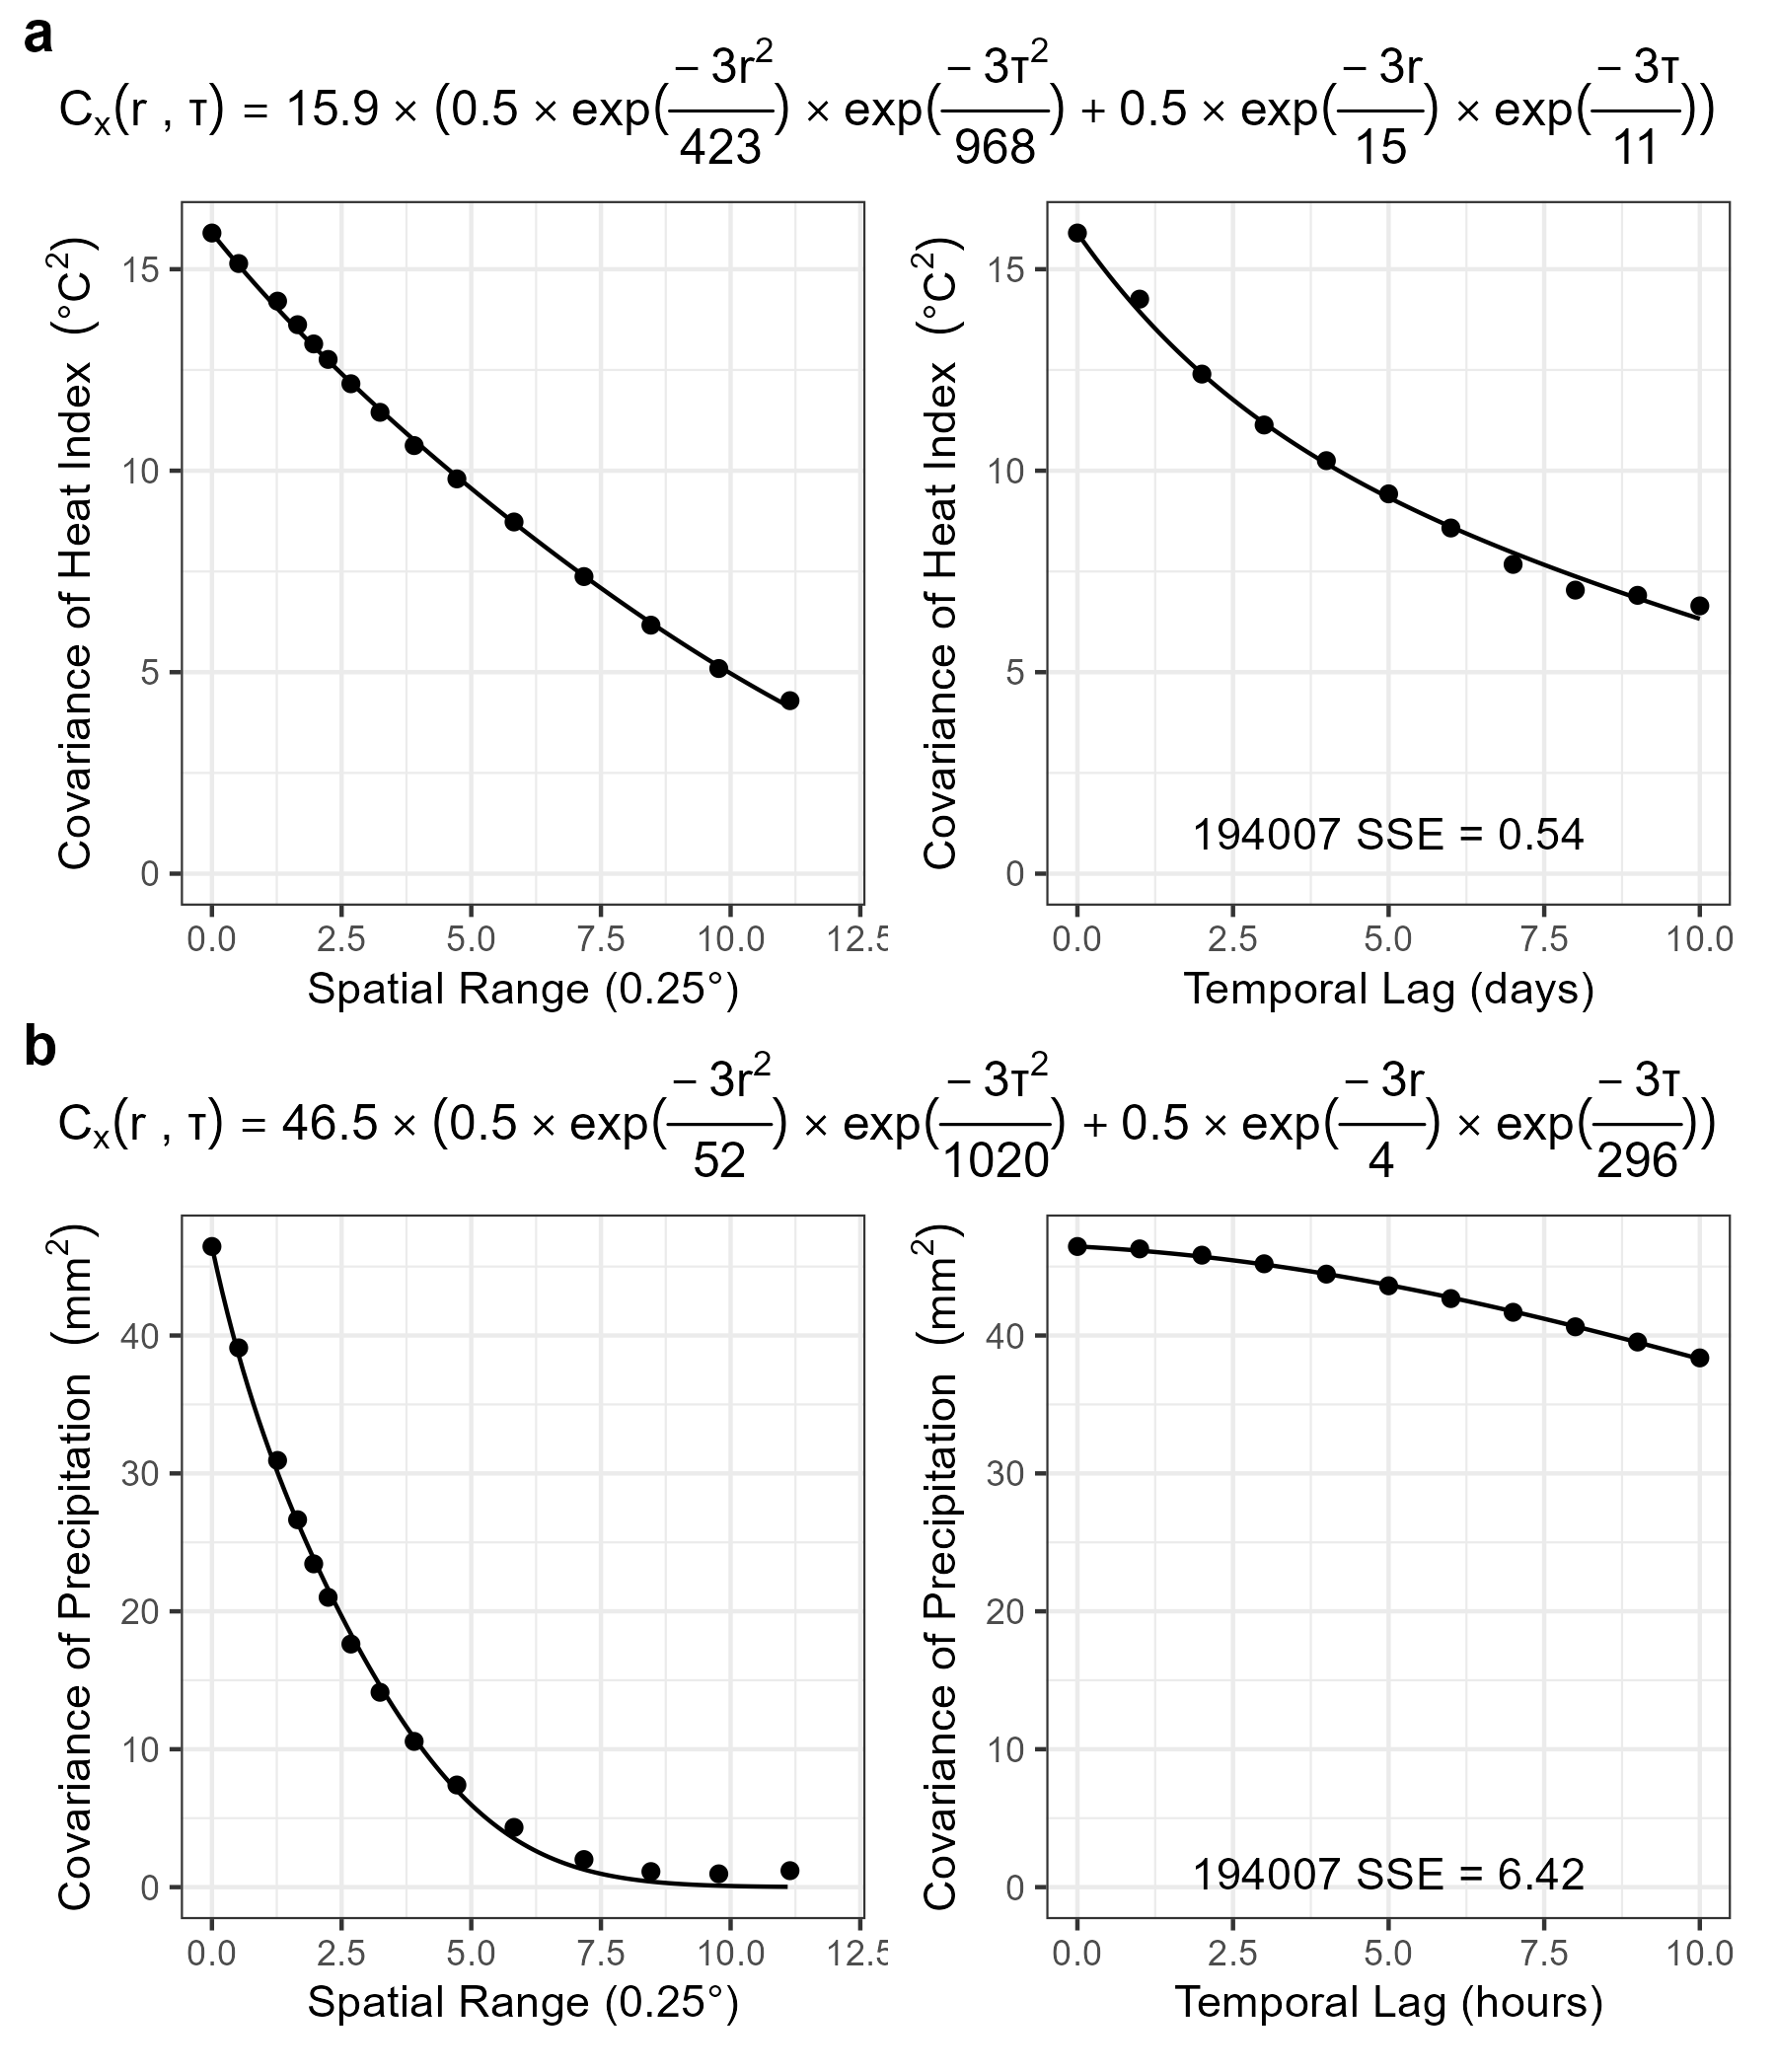 a
Cₓ(r , τ) = 15.9 × (0.5 × exp(− 3r²/423) × exp(− 3τ²/968) + 0.5 × exp(− 3r/15) × exp(− 3τ/11))
Covariance of Heat Index (°C²)
15
10
5
0
0.0 2.5 5.0 7.5 10.0 12.5
Spatial Range (0.25°)
Covariance of Heat Index (°C²)
15
10
5
0
194007 SSE = 0.54
0.0 2.5 5.0 7.5 10.0
Temporal Lag (days)
b
Cₓ(r , τ) = 46.5 × (0.5 × exp(− 3r²/52) × exp(− 3τ²/1020) + 0.5 × exp(− 3r/4) × exp(− 3τ/296))
Covariance of Precipitation (mm²)
40
30
20
10
0
0.0 2.5 5.0 7.5 10.0 12.5
Spatial Range (0.25°)
Covariance of Precipitation (mm²)
40
30
20
10
0
194007 SSE = 6.42
0.0 2.5 5.0 7.5 10.0
Temporal Lag (hours)